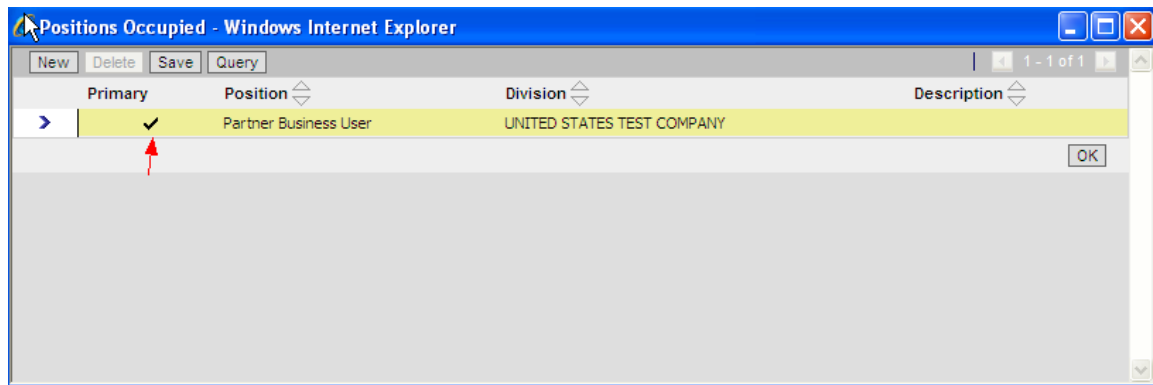 Positions Occupied - Windows Internet Explorer
New Delete Save Query 1 - 1 of 1
Primary Position Division Description
Partner Business User UNITED STATES TEST COMPANY
OK